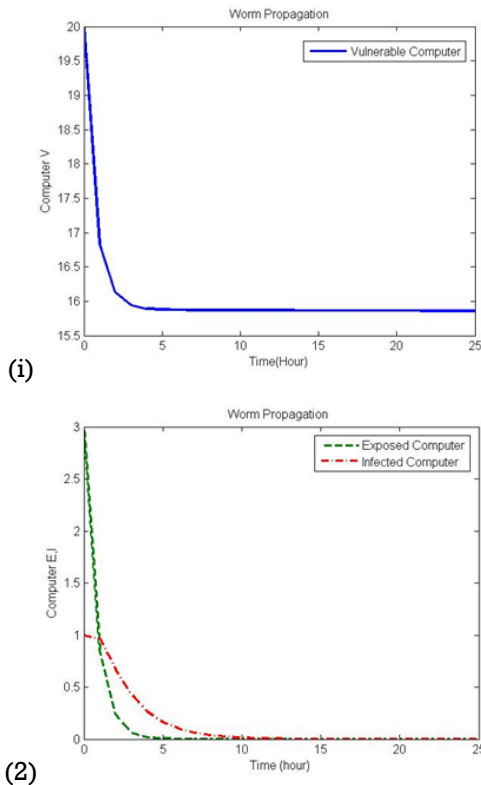 Worm Propagation
20
Vulnerable Computer
19.5
19
18.5
18
17.5
17
16.5
16
15.5
Computer V
0 5 10 15 20 25
Time(Hour)
(i)
Worm Propagation
3
Exposed Computer
Infected Computer
2.5
2
1.5
1
0.5
0
Computer E,I
0 5 10 15 20 25
Time (hour)
(2)